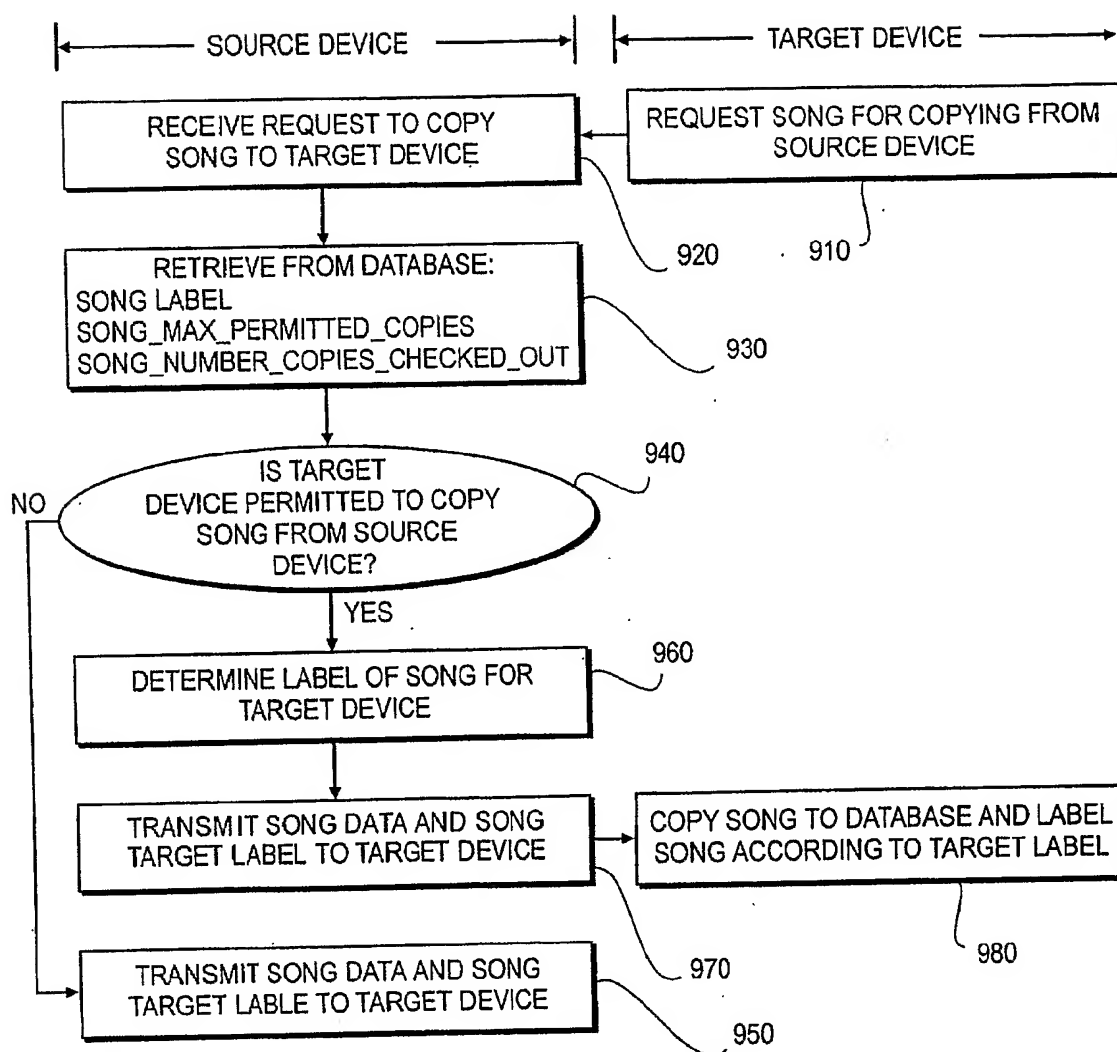 SOURCE DEVICE
TARGET DEVICE
RECEIVE REQUEST TO COPY
SONG TO TARGET DEVICE
920
REQUEST SONG FOR COPYING FROM
SOURCE DEVICE
910
RETRIEVE FROM DATABASE:
SONG LABEL
SONG_MAX_PERMITTED_COPIES
SONG_NUMBER_COPIES_CHECKED_OUT
930
IS TARGET
DEVICE PERMITTED TO COPY
SONG FROM SOURCE
DEVICE?
940
NO
YES
DETERMINE LABEL OF SONG FOR
TARGET DEVICE
960
TRANSMIT SONG DATA AND SONG
TARGET LABEL TO TARGET DEVICE
970
COPY SONG TO DATABASE AND LABEL
SONG ACCORDING TO TARGET LABEL
980
TRANSMIT SONG DATA AND SONG
TARGET LABLE TO TARGET DEVICE
950